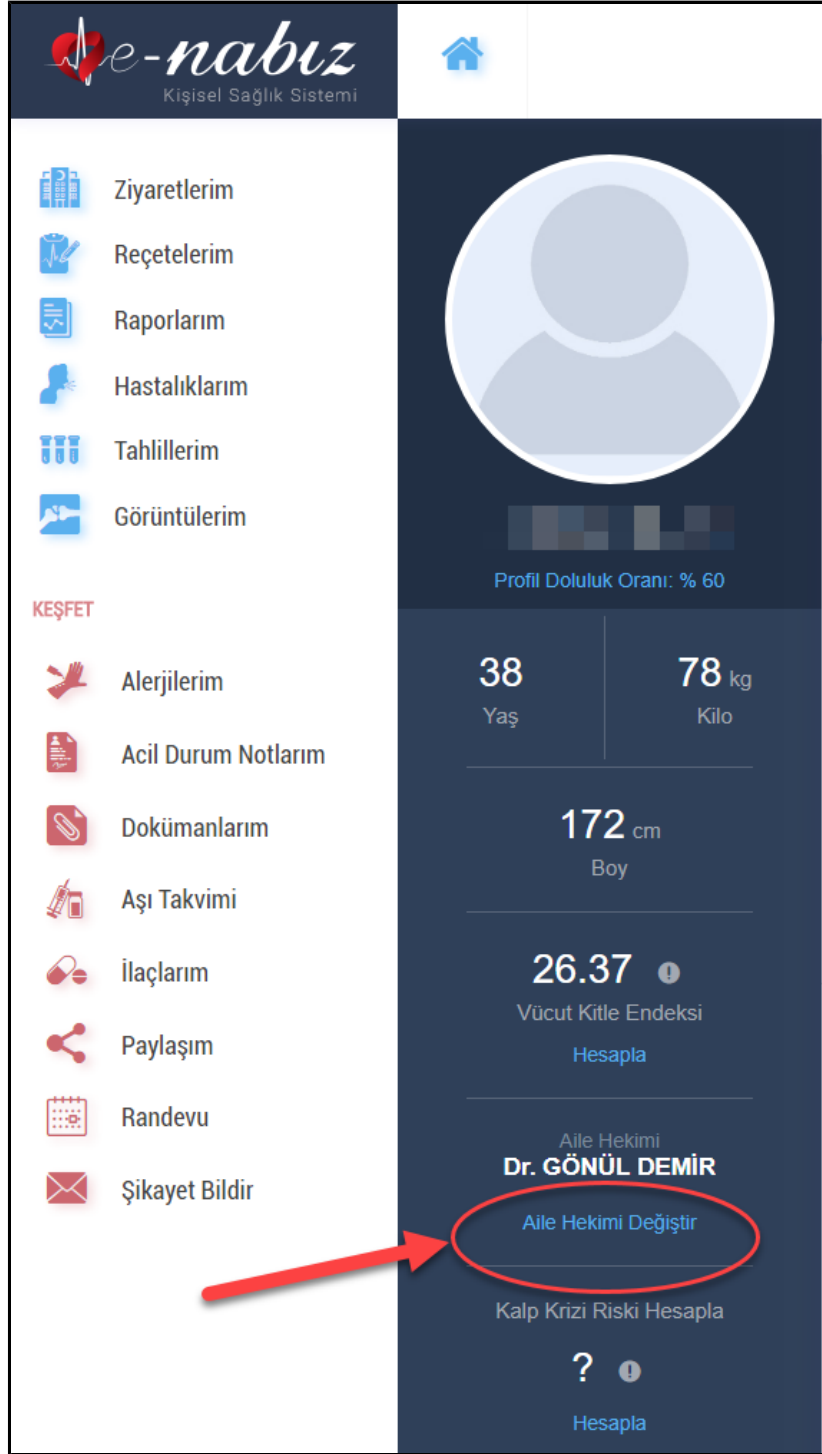 e-nabız
Kişisel Sağlık Sistemi
Ziyaretlerim
Reçetelerim
Raporlarım
Hastalıklarım
Tahlillerim
Görüntülerim
KEŞFET
Alerjilerim
Acil Durum Notlarım
Dokümanlarım
Aşı Takvimi
İlaçlarım
Paylaşım
Randevu
Şikayet Bildir
Profil Doluluk Oranı: % 60
38
Yaş
78 kg
Kilo
172 cm
Boy
26.37
Vücut Kitle Endeksi
Hesapla
Aile Hekimi
Dr. GÖNÜL DEMİR
Aile Hekimi Değiştir
Kalp Krizi Riski Hesapla
?
Hesapla